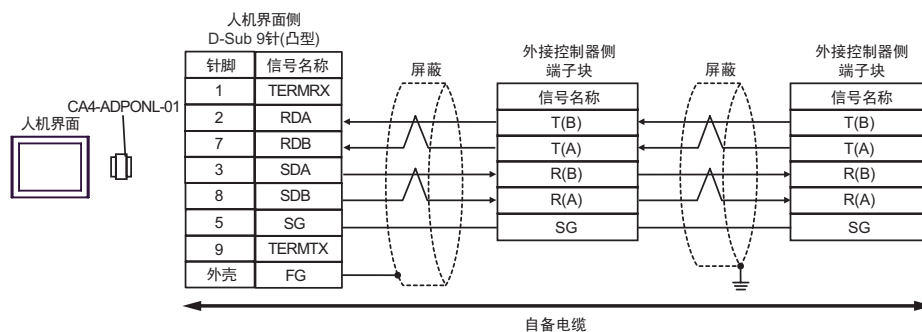 人机界面侧
D-Sub 9针(凸型)
外接控制器侧
端子块
外接控制器侧
端子块
针脚 信号名称
屏蔽
屏蔽
1 TERMRX
信号名称
信号名称
CA4-ADPONL-01
人机界面
2 RDA
T(B)
T(B)
7 RDB
T(A)
T(A)
3 SDA
R(B)
R(B)
8 SDB
R(A)
R(A)
5 SG
SG
SG
9 TERMTX
外壳 FG
自备电缆